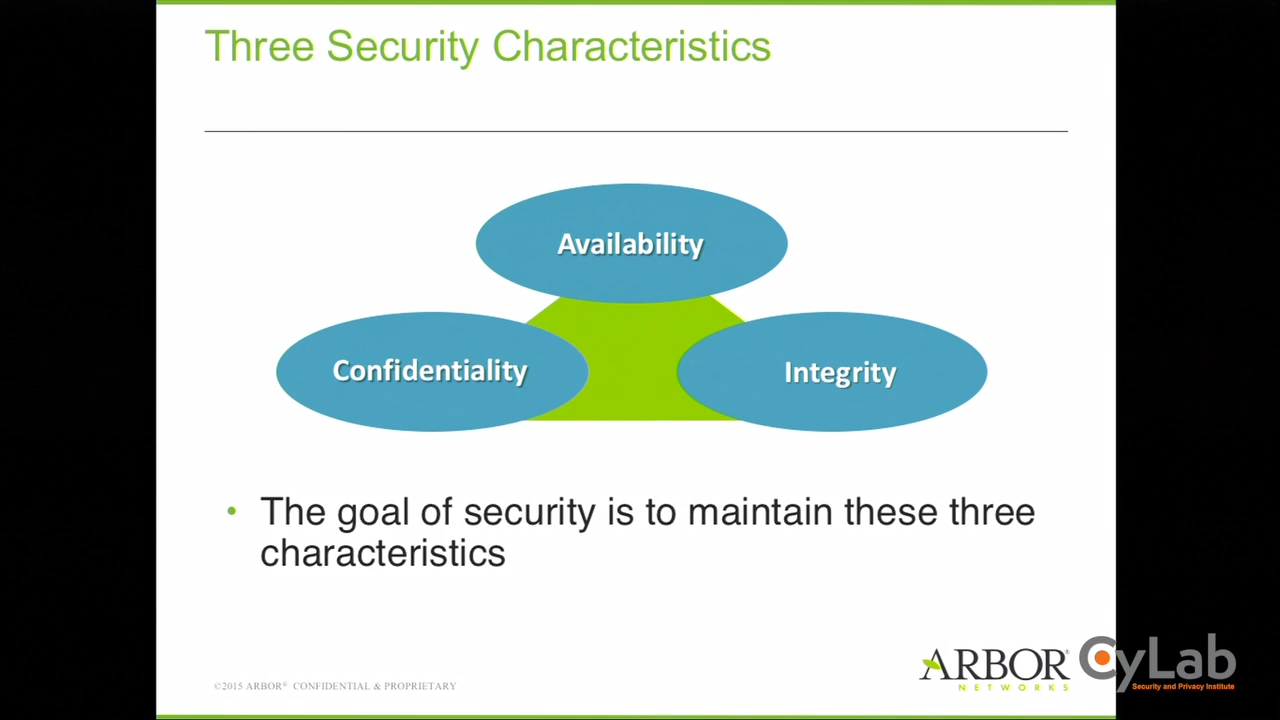 Three Security Characteristics
Availability
Confidentiality
Integrity
• The goal of security is to maintain these three
characteristics
©2015 ARBOR® CONFIDENTIAL & PROPRIETARY
ARBOR®
NETWORKS
CyLab
Security and Privacy Institute